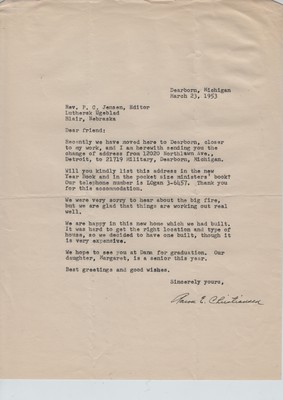 Dearborn, Michigan
March 23, 1953
Rev. P. C. Jensen, Editor
Luthersk Ugeblad
Blair, Nebraska
Dear friend:
Recently we have moved here to Dearborn, closer
to my work, and I am herewith sending you the
change of address from 12020 Northlawn Ave.,
Detroit, to 21719 Military, Dearborn, Michigan.
Will you kindly list this address in the new
Year Book and in the pocket size ministers' book?
Our telephone number is LOgan 3-6457. Thank you
for this accomodation.
We were very sorry to hear about the big fire,
but we are glad that things are working out real
well.
We are happy in this new home which we had built.
It was hard to get the right location and type of
house, so we decided to have one built, though it
is very expensive.
We hope to see you at Dana for graduation. Our
daughter, Margaret, is a senior this year.
Best greetings and good wishes.
Sincerely yours,
E. Christiansen